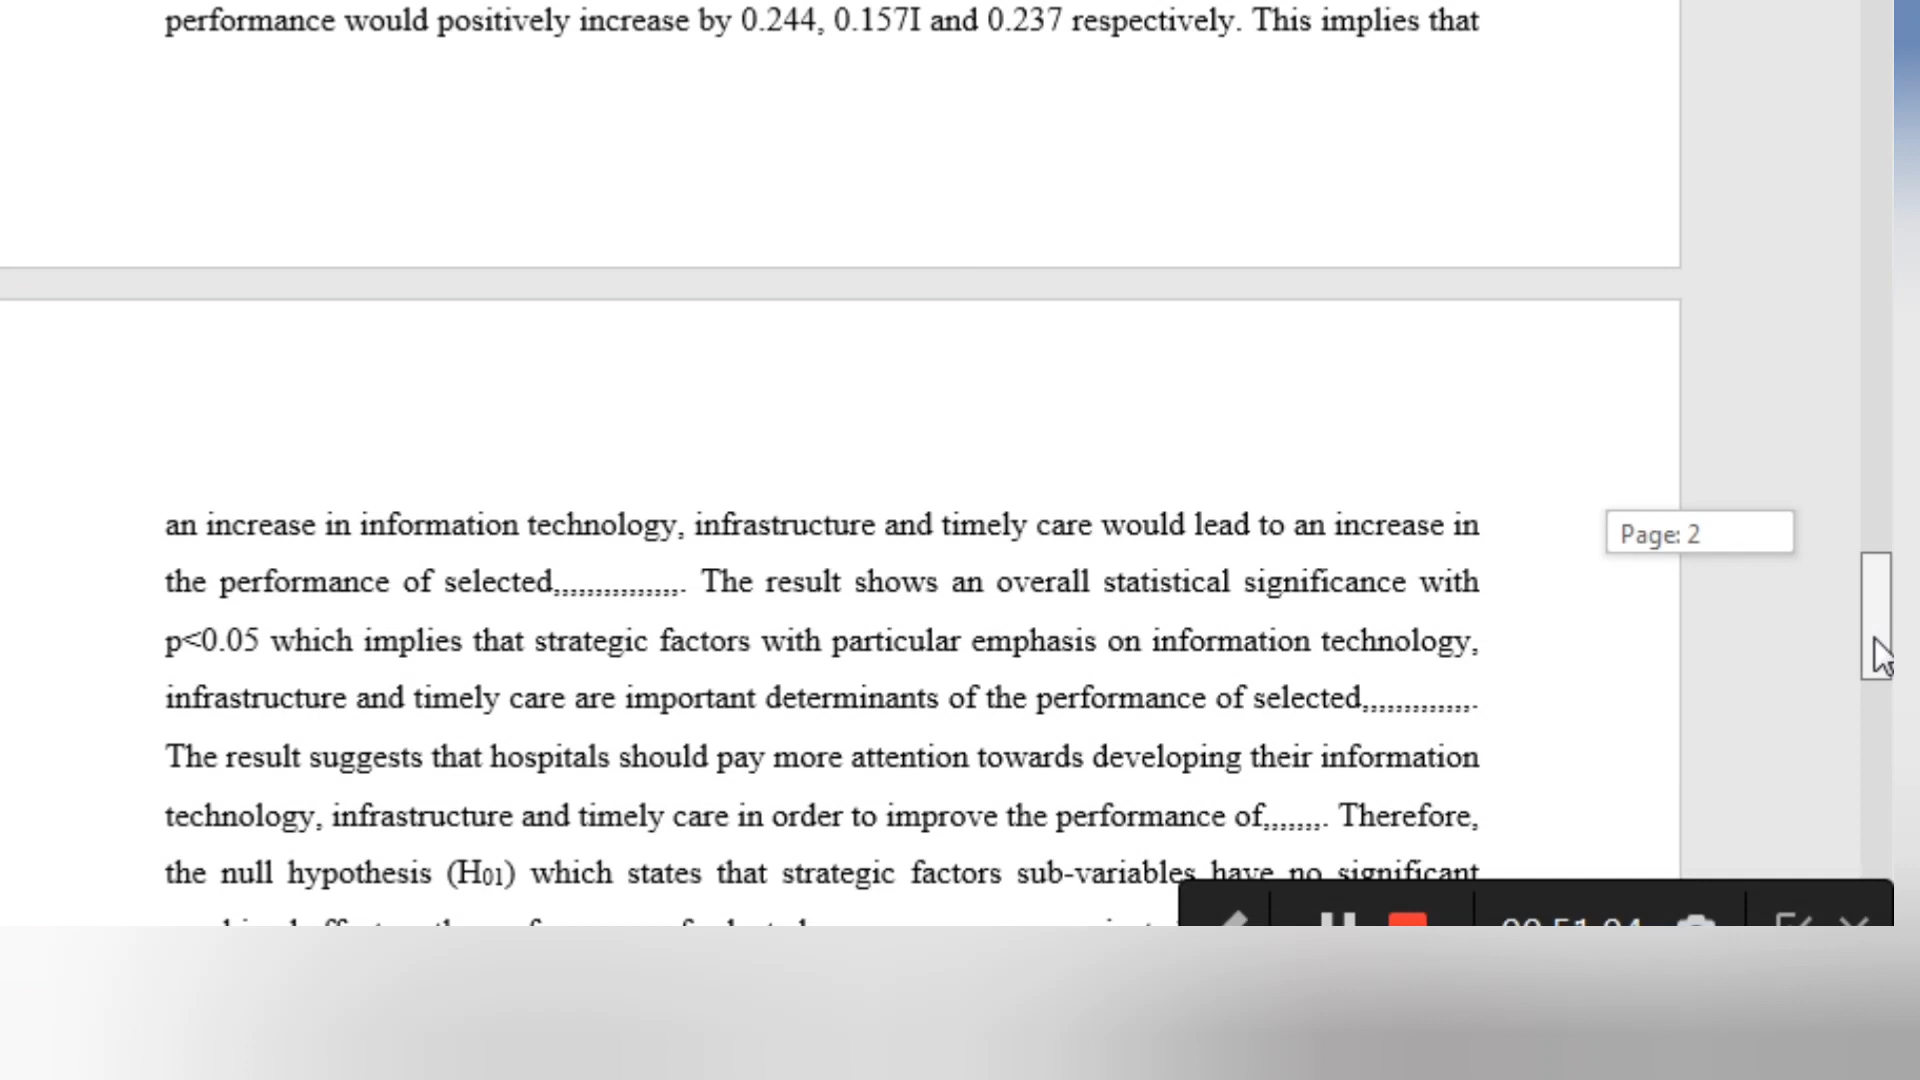 performance would positively increase by 0.244, 0.157I and 0.237 respectively. This implies that
an increase in information technology, infrastructure and timely care would lead to an increase in
Page: 2
the performance of selected,,,,,,,,,,,,,,,. The result shows an overall statistical significance with
p<0.05 which implies that strategic factors with particular emphasis on information technology,
infrastructure and timely care are important determinants of the performance of selected,,,,,,,,,,,,,.
The result suggests that hospitals should pay more attention towards developing their information
technology, infrastructure and timely care in order to improve the performance of,,,,,,,. Therefore,
the null hypothesis (H01) which states that strategic factors sub-variables have no significant